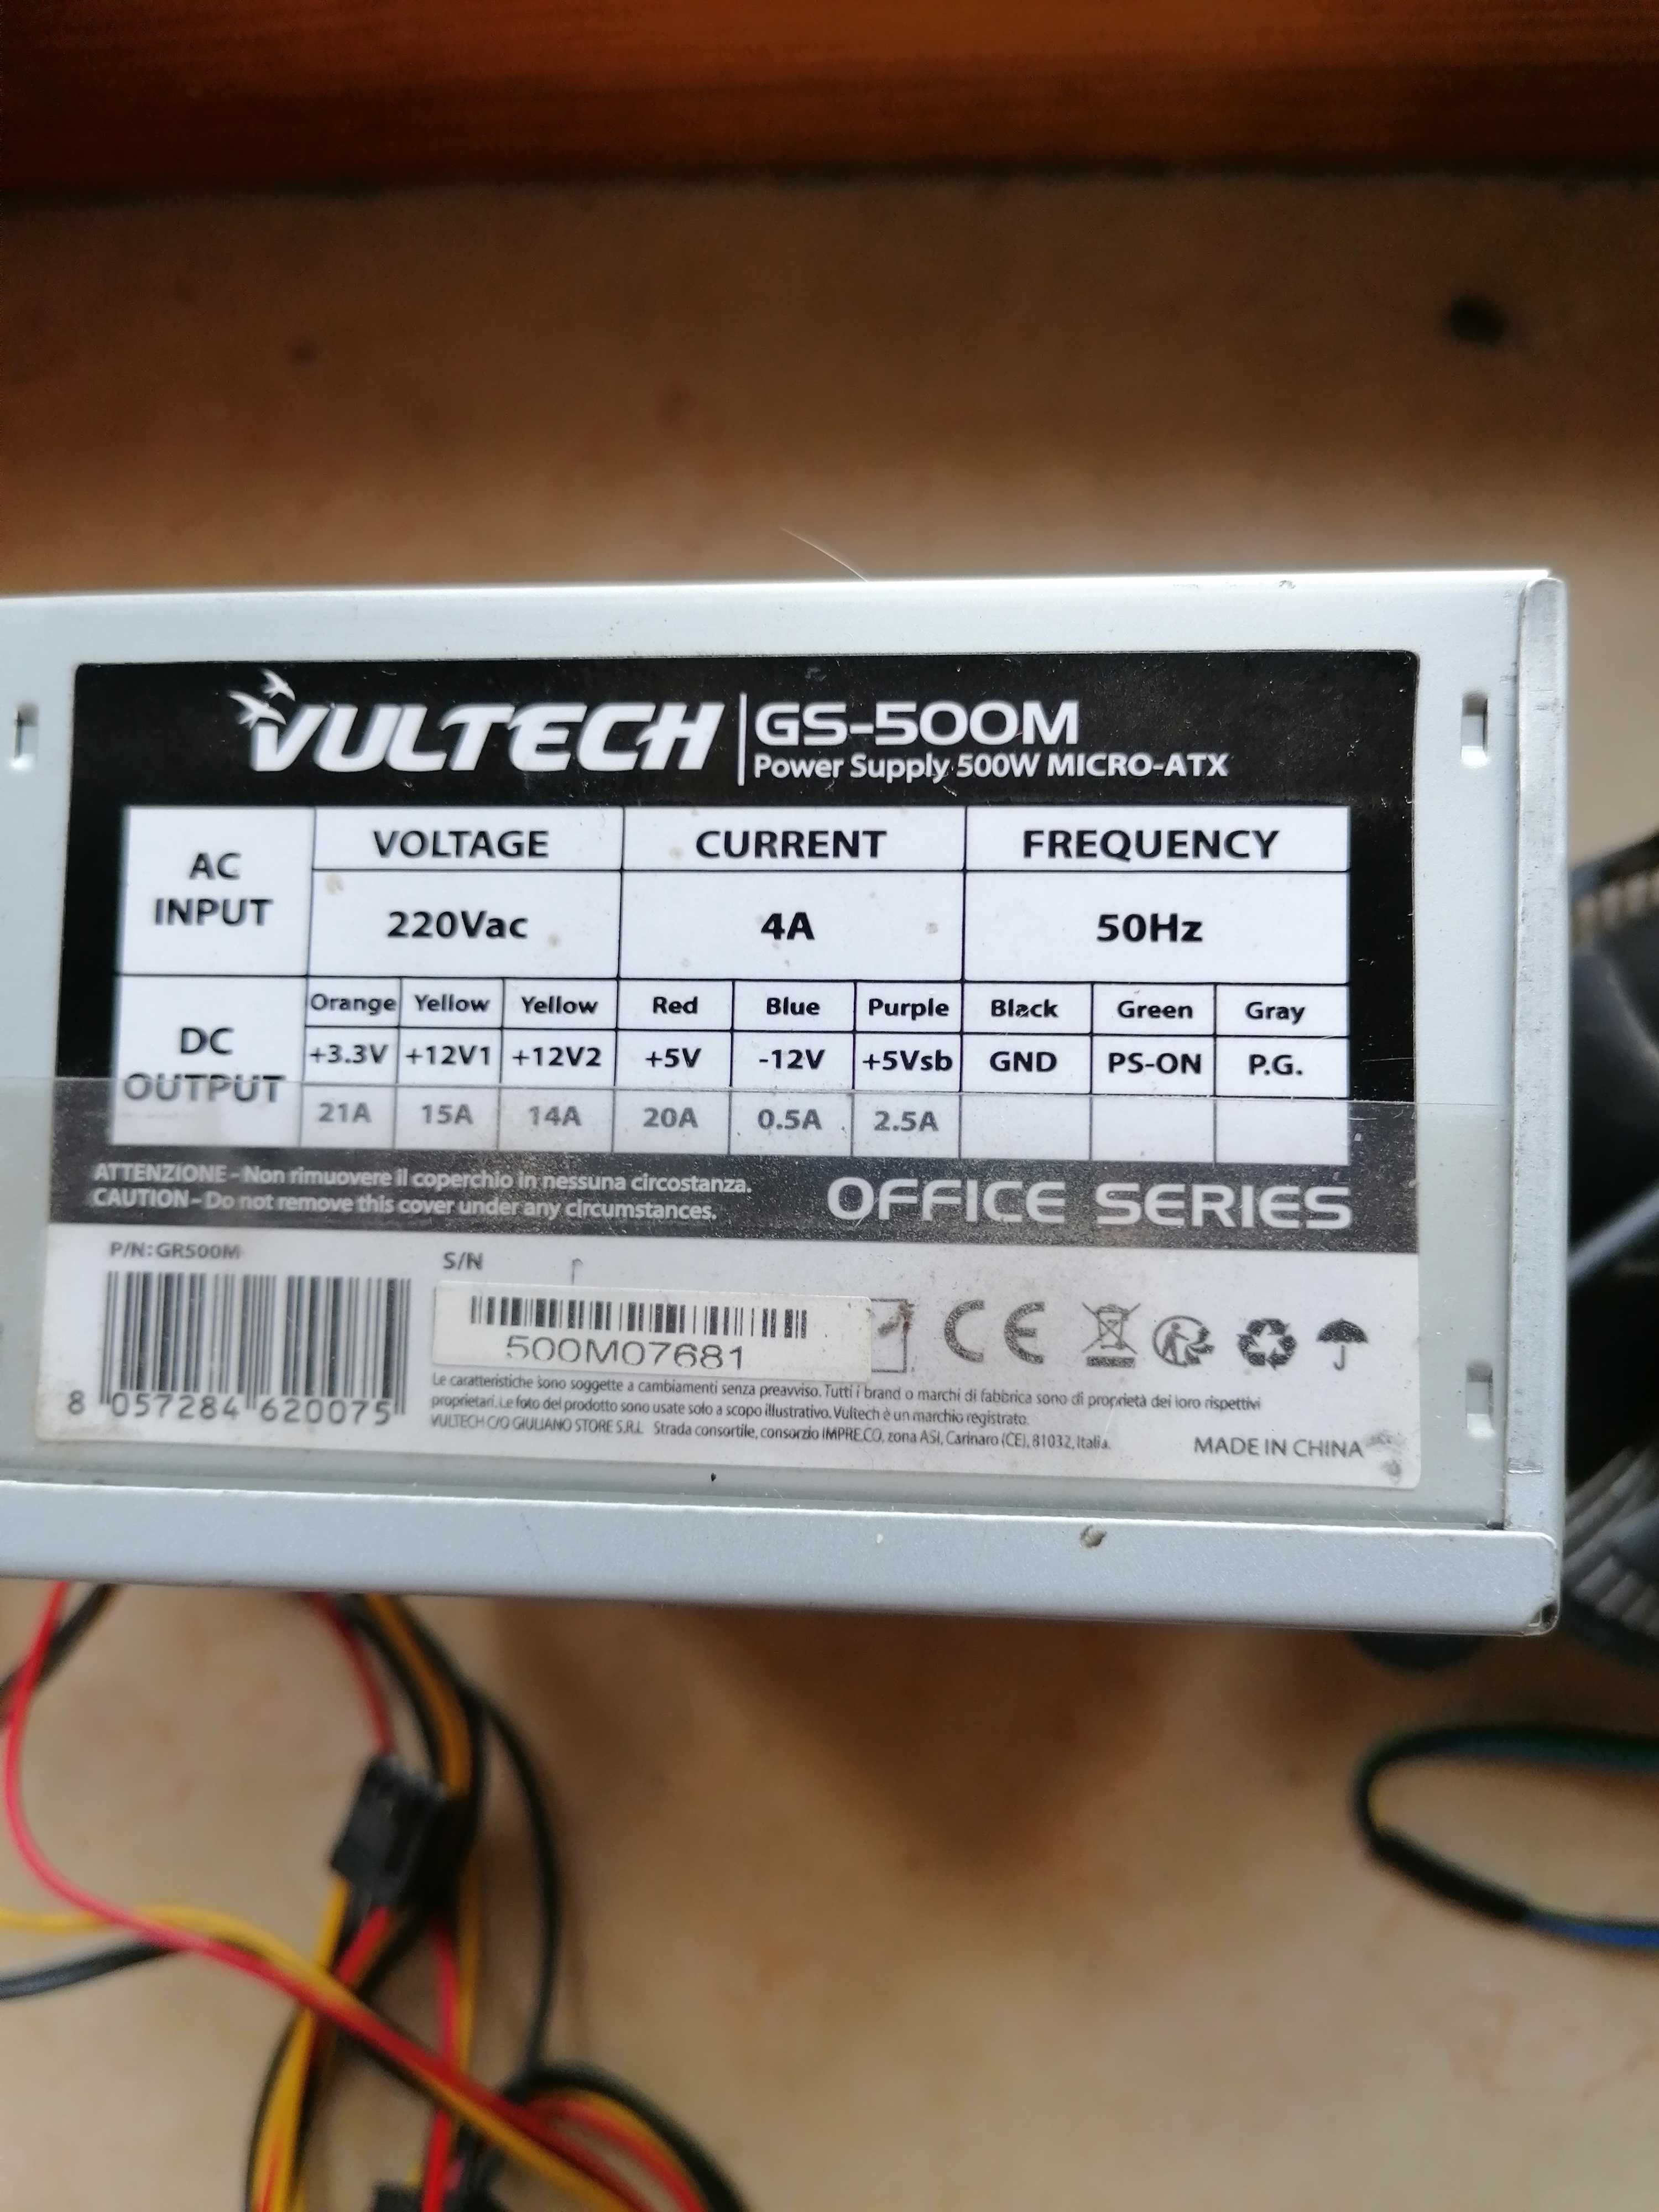 VULTECH
GS-500M
Power Supply 500W MICRO-ATX
AC INPUT
VOLTAGE CURRENT FREQUENCY
220Vac 4A 50Hz
DC OUTPUT
Orange Yellow Yellow Red Blue Purple Black Green Gray
+3.3V +12V1 +12V2 +5V -12V +5Vsb GND PS-ON P.G.
21A 15A 14A 20A 0.5A 2.5A
ATTENZIONE - Non rimuovere il coperchio in nessuna circostanza.
CAUTION - Do not remove this cover under any circumstances.
OFFICE SERIES
P/N: GR500M
S/N
500M07681
CE
8 057284 620075
Le caratteristiche sono soggette a cambiamenti senza preavviso. Tutti i brand o marchi di fabbrica sono di proprietà dei loro rispettivi
proprietari. Le foto del prodotto sono usate solo a scopo illustrativo. Vultech è un marchio registrato.
VULTECH C/O GIULIANO STORE S.R.L. Strada consortile, consorzio IMPRE.CO, zona ASI, Carinaro (CE), 81032, Italia.
MADE IN CHINA